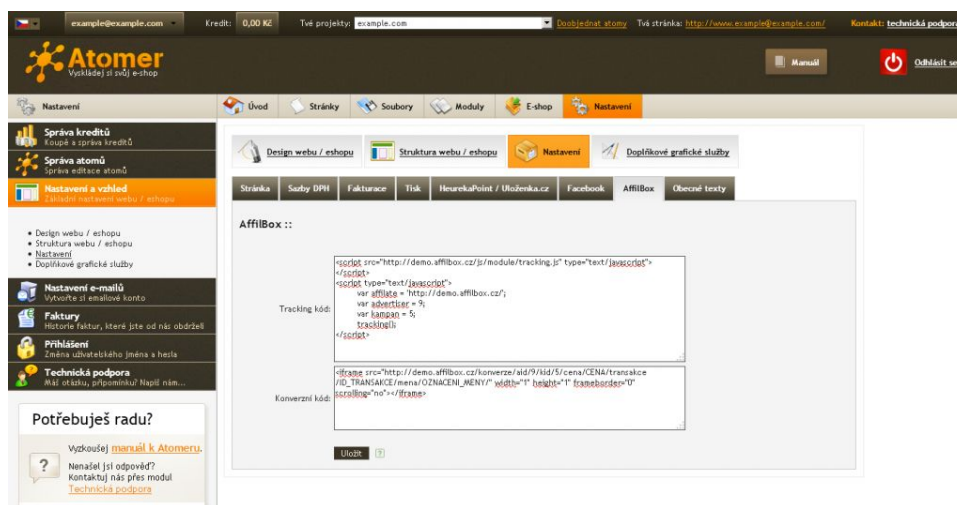 example@example.com
Kredit: 0,00 Kč
Tvé projekty: example.com
Doobjednat atomy
Tvá stránka: http://www.example@example.com/
Kontakt: technická podpora
Atomer
Vyskládej si svůj e-shop
Manuál
Odhlásit se
Nastavení
Úvod
Stránky
Soubory
Moduly
E-shop
Nastavení
Správa kreditů
Koupě a správa kreditů
Správa atomů
Správa editace atomů
Nastavení a vzhled
Základní nastavení webu / eshopu
Design webu / eshopu
Struktura webu / eshopu
Nastavení
Doplňkové grafické služby
Nastavení e-mailů
Vytvořte si emailové konto
Faktury
Historie faktur, které jste od nás obdrželi
Přihlášení
Změna uživatelského jména a hesla
Technická podpora
Máš otázku, připomínku? Napiš nám...
Potřebuješ radu?
Vyzkoušej manuál k Atomeru.
Nenašel jsi odpověď?
Kontaktuj nás přes modul
Technická podpora
Design webu / eshopu
Struktura webu / eshopu
Nastavení
Doplňkové grafické služby
Stránka
Sazby DPH
Fakturace
Tisk
HeurekaPoint / Uloženka.cz
Facebook
AffilBox
Obecné texty
AffilBox ::
Tracking kód:
<script src="http://demo.affilbox.cz/js/module/tracking.js" type="text/javascript">
</script>
<script type="text/javascript">
var affilate = 'http://demo.affilbox.cz/';
var advertiser = 9;
var kampan = 5;
tracking();
</script>
Konverzní kód:
<iframe src="http://demo.affilbox.cz/konverze/aid/9/kid/5/cena/CENA/transakce
/ID_TRANSAKCE/mena/OZNACENI_MENY/" width="1" height="1" frameborder="0"
scrolling="no"></iframe>
Uložit
?